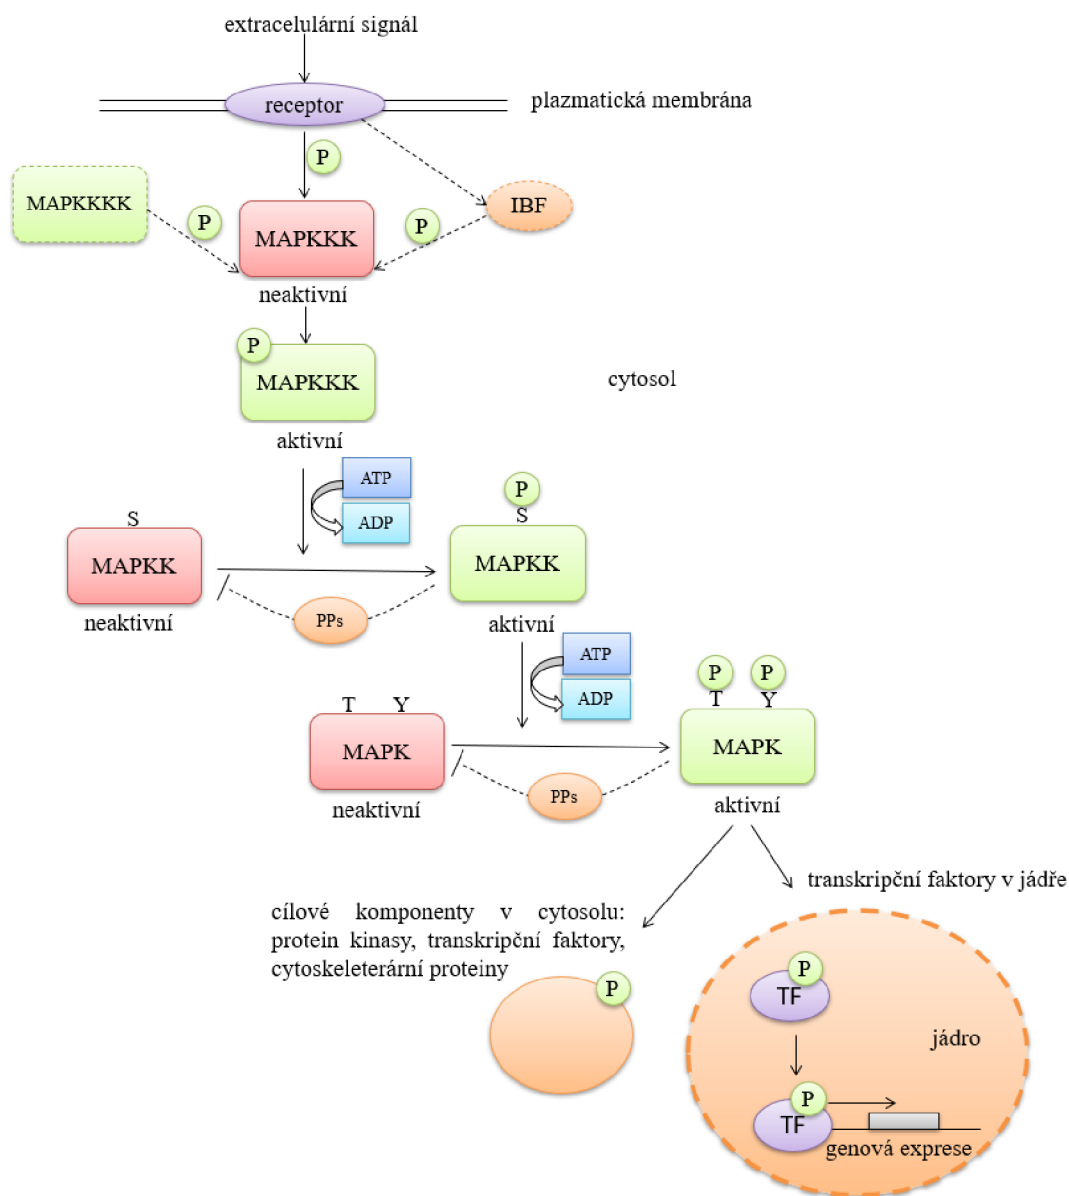 extracelulární signál
receptor
plazmatická membrána
P
MAPKKKK
P
P
IBF
MAPKKK
neaktivní
P
MAPKKK
cytosol
aktivní
ATP
ADP
P
S
S
MAPKK
MAPKK
neaktivní
PPs
aktivní
ATP
ADP
P
P
T
Y
T
Y
MAPK
MAPK
neaktivní
PPs
aktivní
transkripční faktory v jádře
cílové komponenty v cytosolu:
protein kinasy, transkripční faktory,
cytoskeleterární proteiny
P
P
TF
jádro
P
TF
genová exprese